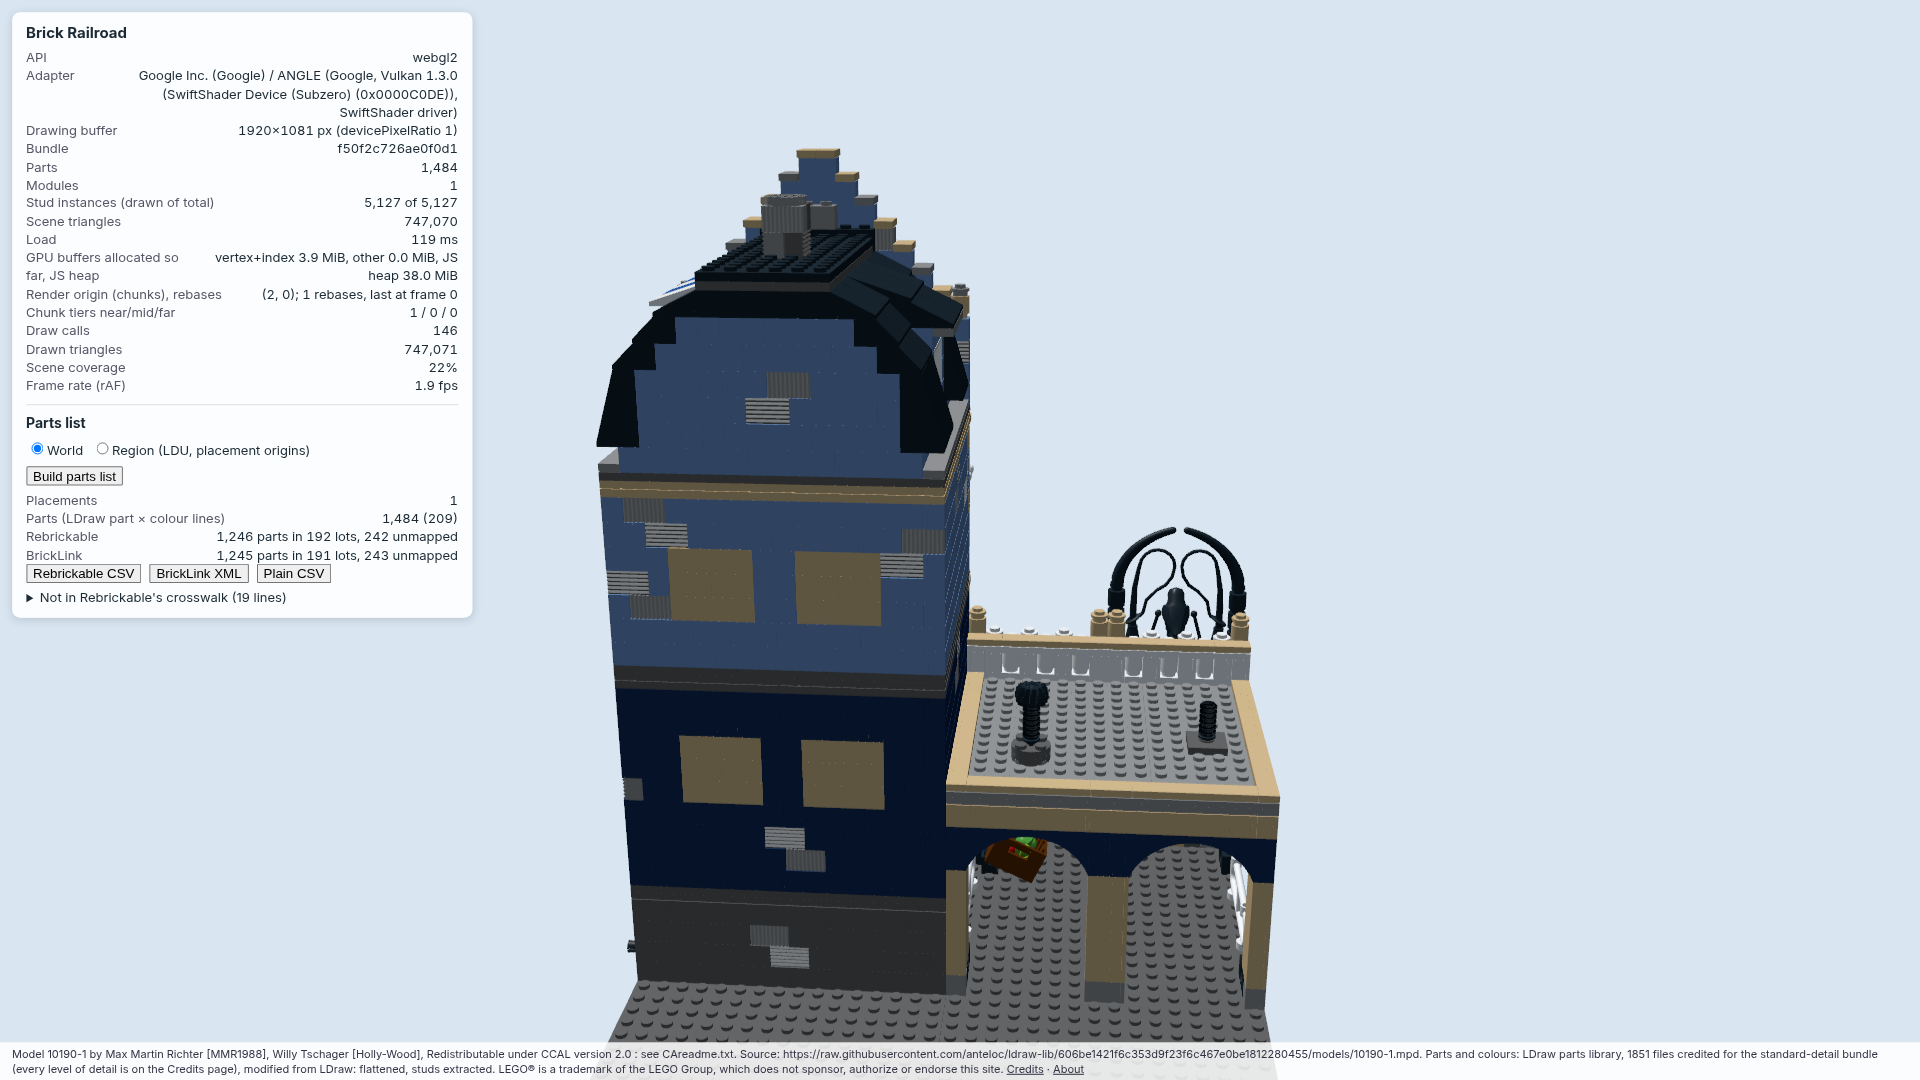 Brick Railroad
API webgl2
Adapter Google Inc. (Google) / ANGLE (Google, Vulkan 1.3.0
(SwiftShader Device (Subzero) (0x0000C0DE)),
SwiftShader driver)
Drawing buffer 1920×1081 px (devicePixelRatio 1)
Bundle f50f2c726ae0f0d1
Parts 1,484
Modules 1
Stud instances (drawn of total) 5,127 of 5,127
Scene triangles 747,070
Load 119 ms
GPU buffers allocated so vertex+index 3.9 MiB, other 0.0 MiB, JS
far, JS heap heap 38.0 MiB
Render origin (chunks), rebases (2, 0); 1 rebases, last at frame 0
Chunk tiers near/mid/far 1 / 0 / 0
Draw calls 146
Drawn triangles 747,071
Scene coverage 22%
Frame rate (rAF) 1.9 fps
Parts list
World Region (LDU, placement origins)
Build parts list
Placements 1
Parts (LDraw part × colour lines) 1,484 (209)
Rebrickable 1,246 parts in 192 lots, 242 unmapped
BrickLink 1,245 parts in 191 lots, 243 unmapped
Rebrickable CSV BrickLink XML Plain CSV
Not in Rebrickable's crosswalk (19 lines)
Model 10190-1 by Max Martin Richter [MMR1988], Willy Tschager [Holly-Wood], Redistributable under CCAL version 2.0 : see CAreadme.txt. Source: https://raw.githubusercontent.com/anteloc/ldraw-lib/606be1421f6c353d9f23f6c467e0be1812280455/models/10190-1.mpd. Parts and colours: LDraw parts library, 1851 files credited for the standard-detail bundle
(every level of detail is on the Credits page), modified from LDraw: flattened, studs extracted. LEGO® is a trademark of the LEGO Group, which does not sponsor, authorize or endorse this site. Credits · About